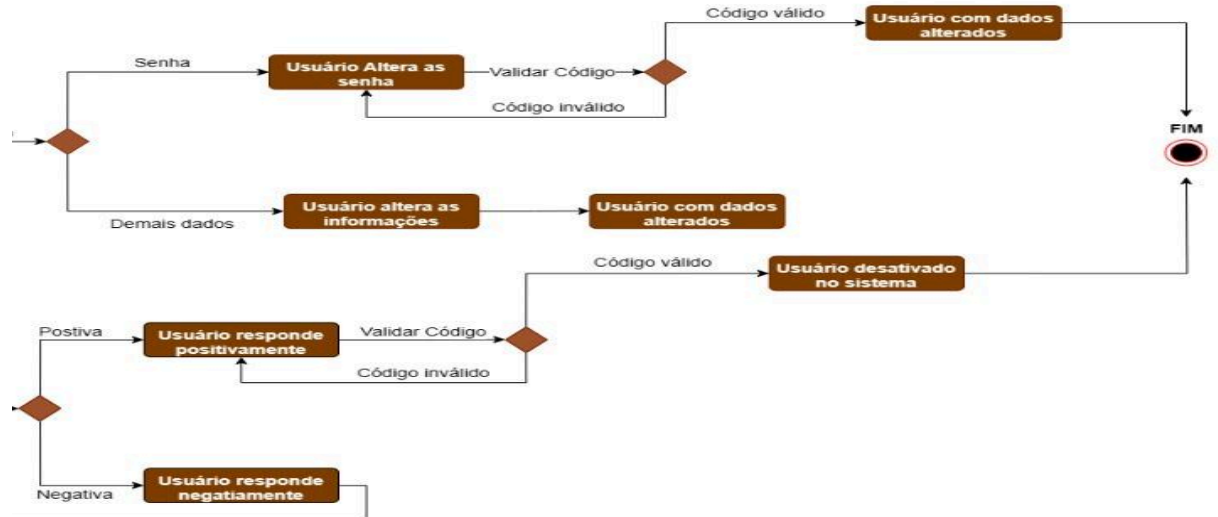 Código válido
Usuário com dados
alterados
Senha
Usuário Altera as
senha
Validar Código
Código inválido
FIM
Demais dados
Usuário altera as
informações
Usuário com dados
alterados
Código válido
Usuário desativado
no sistema
Postiva
Usuário responde
positivamente
Validar Código
Código inválido
Negativa
Usuário responde
negatiamente